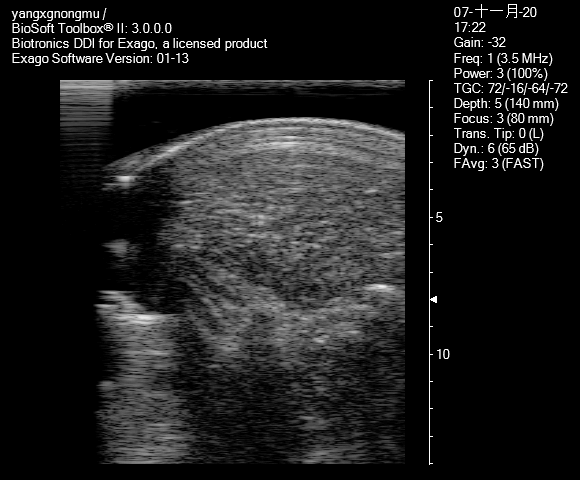 yangxgnongmu /
BioSoft Toolbox® II: 3.0.0.0
Biotronics DDI for Exago, a licensed product
Exago Software Version: 01-13
07-十一月-20
17:22
Gain: -32
Freq: 1 (3.5 MHz)
Power: 3 (100%)
TGC: 72/-16/-64/-72
Depth: 5 (140 mm)
Focus: 3 (80 mm)
Trans. Tip: 0 (L)
Dyn.: 6 (65 dB)
FAvg: 3 (FAST)
5
10